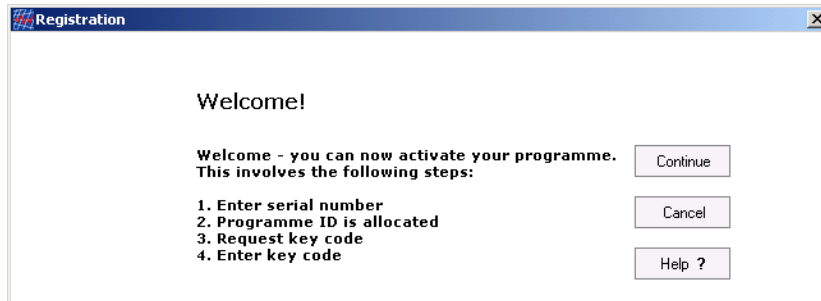 Registration
Welcome!
Welcome - you can now activate your programme.
This involves the following steps:
1. Enter serial number
2. Programme ID is allocated
3. Request key code
4. Enter key code
Continue
Cancel
Help ?